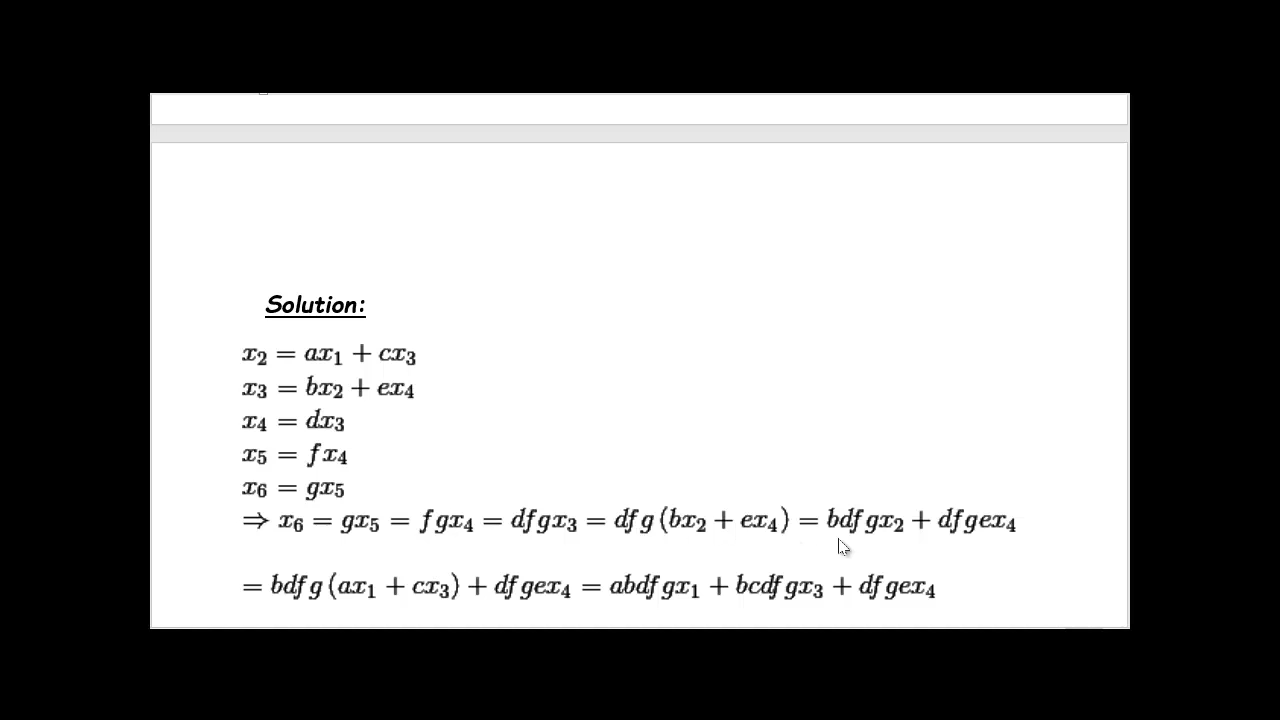 Solution:
x₂ = ax₁ + cx₃
x₃ = bx₂ + ex₄
x₄ = dx₃
x₅ = fx₄
x₆ = gx₅
⇒ x₆ = gx₅ = fgx₄ = dfgx₃ = dfg (bx₂ + ex₄) = bdfgx₂ + dfgex₄
= bdfg (ax₁ + cx₃) + dfgex₄ = abdfgx₁ + bcdfgx₃ + dfgex₄